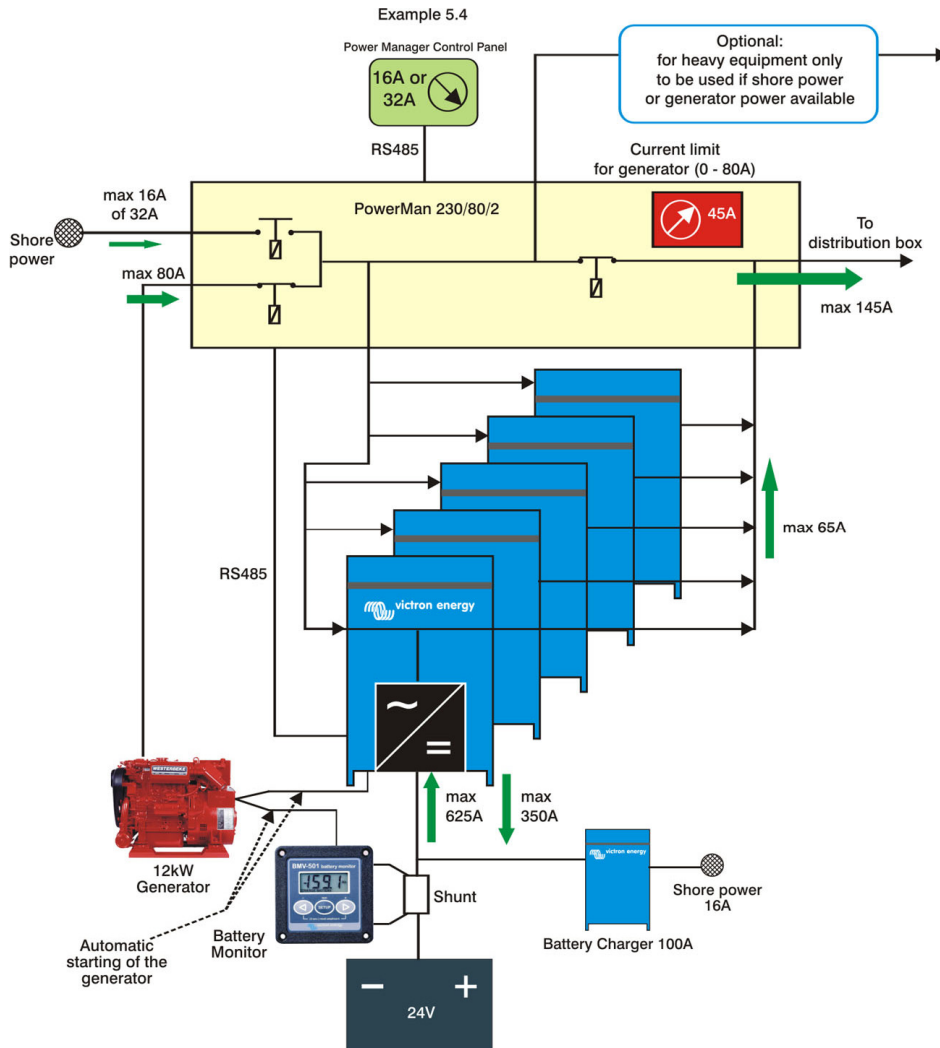 Example 5.4
Power Manager Control Panel
16A or
32A
RS485
Optional:
for heavy equipment only
to be used if shore power
or generator power available
Current limit
for generator (0 - 80A)
max 16A
of 32A
PowerMan 230/80/2
45A
Shore
power
To
distribution box
max 80A
max 145A
max 65A
RS485
victron energy
~
=
max
625A
max
350A
WESTERBEKE
12kW
Generator
BMV-501 battery monitor
159.1
SETUP
Shunt
victron energy
Shore power
16A
Battery
Monitor
Battery Charger 100A
Automatic
starting of the
generator
− +
24V